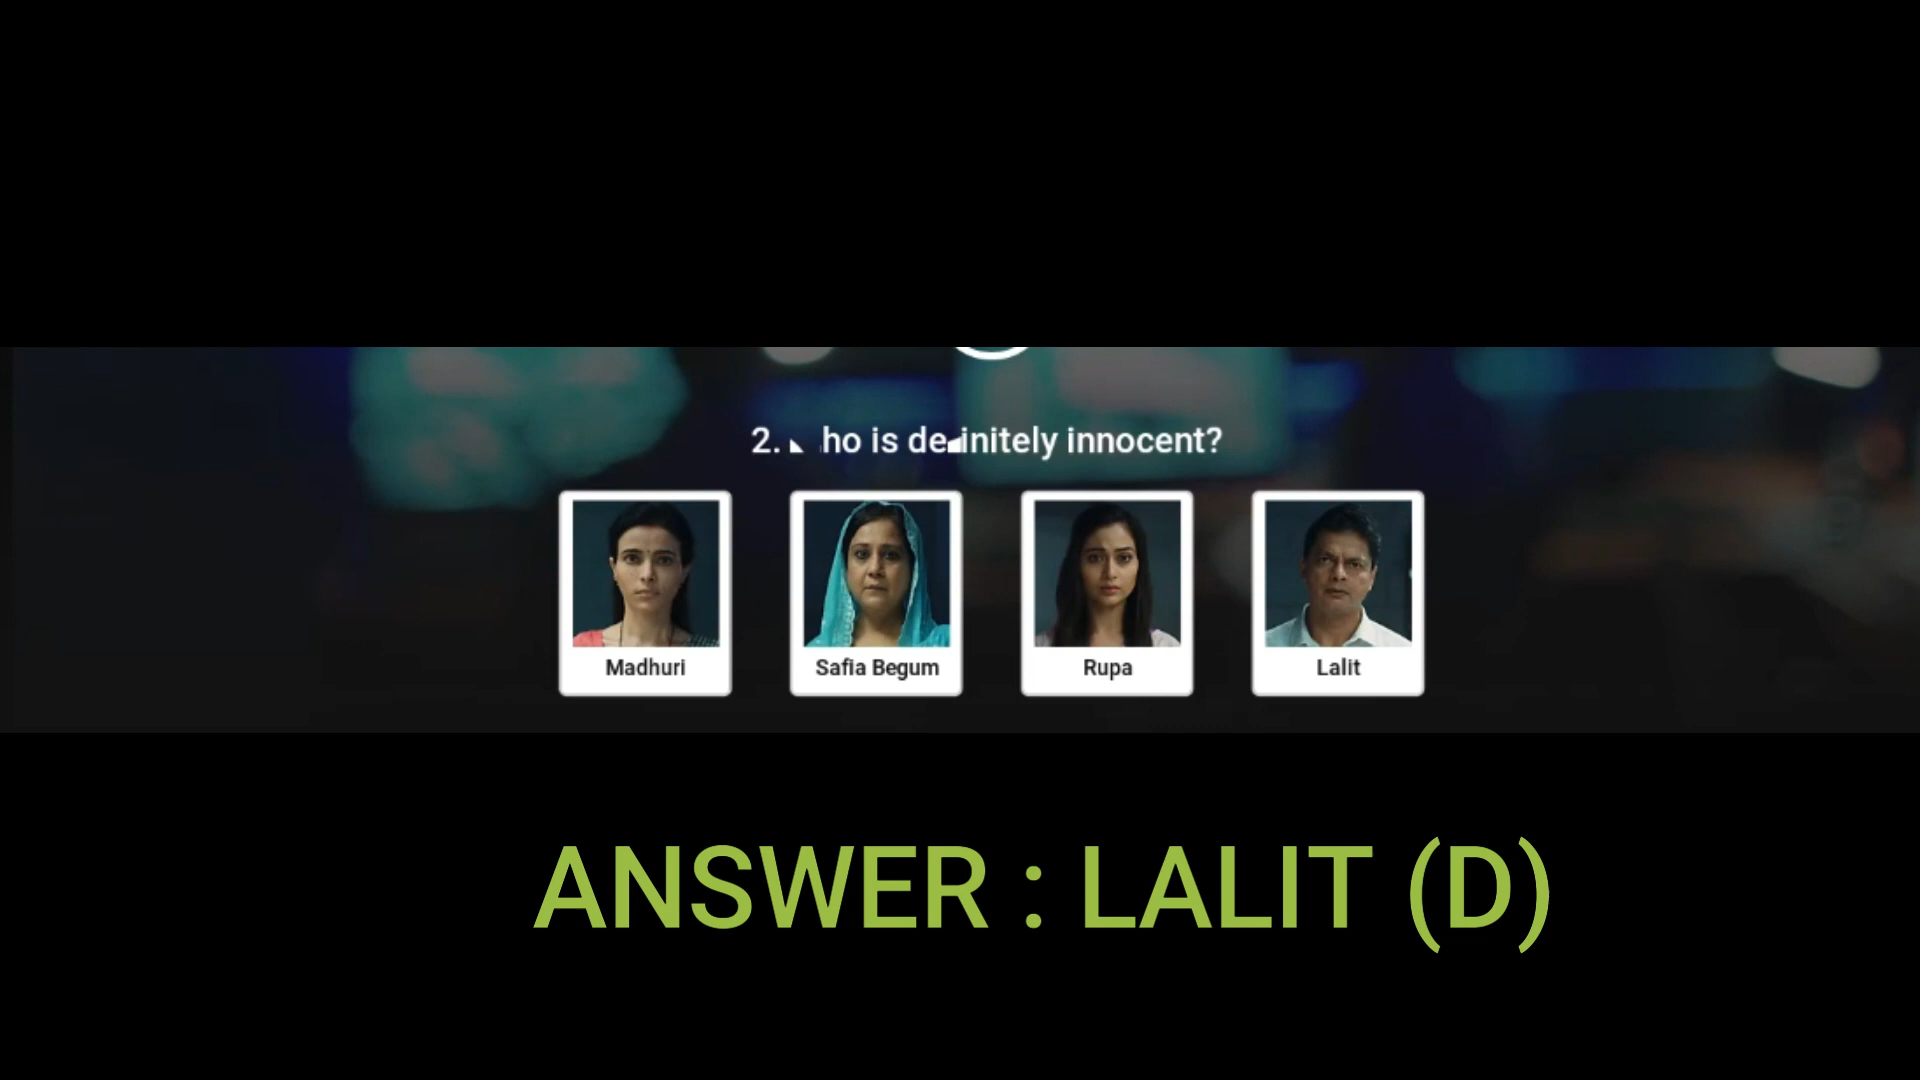 2. ho is de initely innocent?
Madhuri
Safia Begum
Rupa
Lalit
ANSWER : LALIT (D)